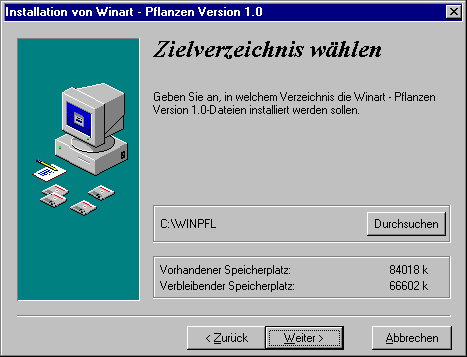 Installation von Winart - Pflanzen Version 1.0
Zielverzeichnis wählen
Geben Sie an, in welchem Verzeichnis die Winart - Pflanzen
Version 1.0-Dateien installiert werden sollen.
C:\WINPFL
Durchsuchen
Vorhandener Speicherplatz: 84018 k
Verbleibender Speicherplatz: 66602 k
< Zurück Weiter > Abbrechen